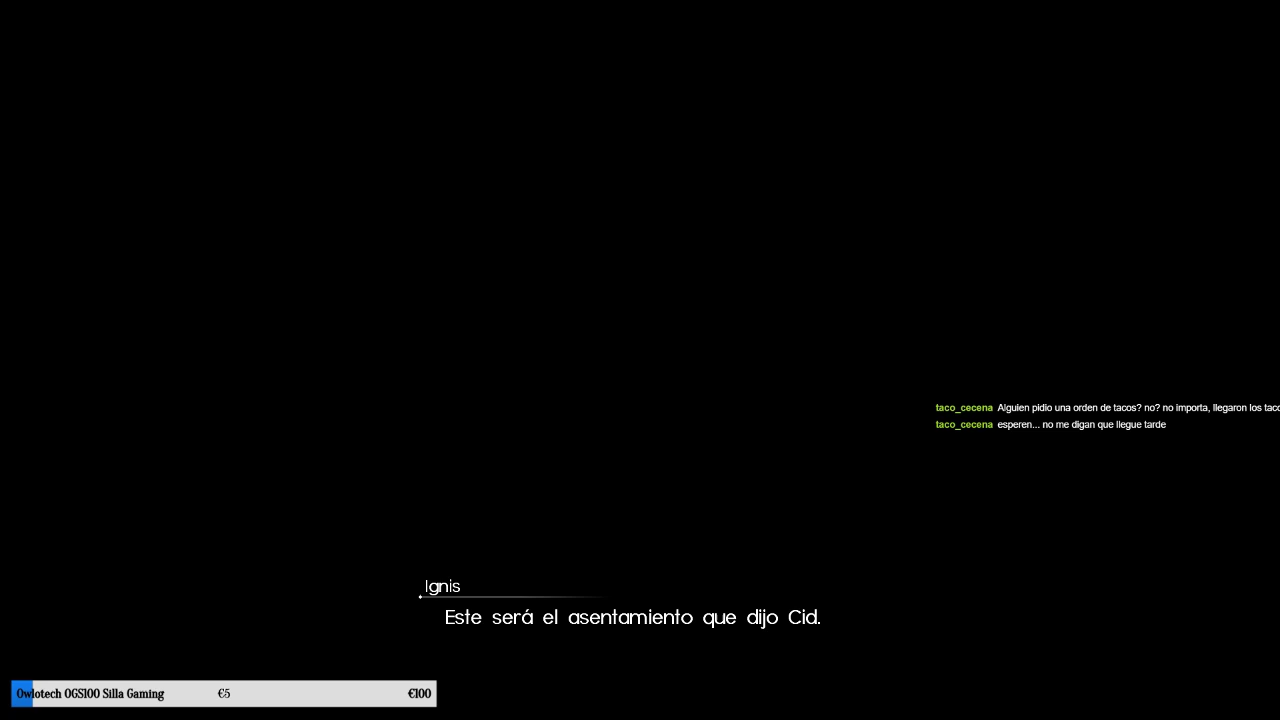 taco_cecena Alguien pidio una orden de tacos? no? no importa, llegaron los taco
taco_cecena esperen... no me digan que llegue tarde
Ignis
Este será el asentamiento que dijo Cid.
Owlotech OGS100 Silla Gaming €5 €100